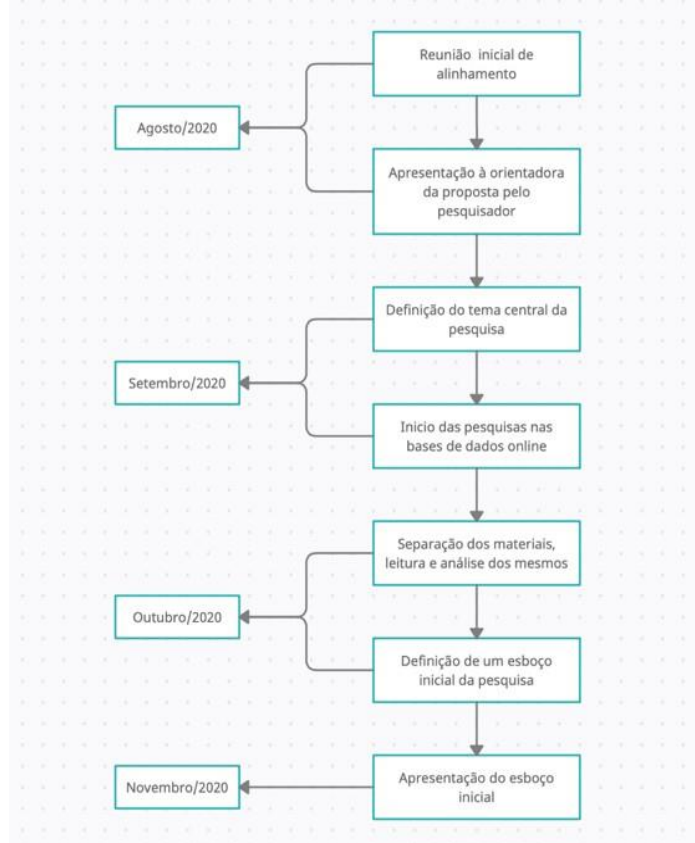 Reunião inicial de
alinhamento
Agosto/2020
Apresentação à orientadora
da proposta pelo
pesquisador
Definição do tema central da
pesquisa
Setembro/2020
Inicio das pesquisas nas
bases de dados online
Separação dos materiais,
leitura e análise dos mesmos
Outubro/2020
Definição de um esboço
inicial da pesquisa
Apresentação do esboço
inicial
Novembro/2020